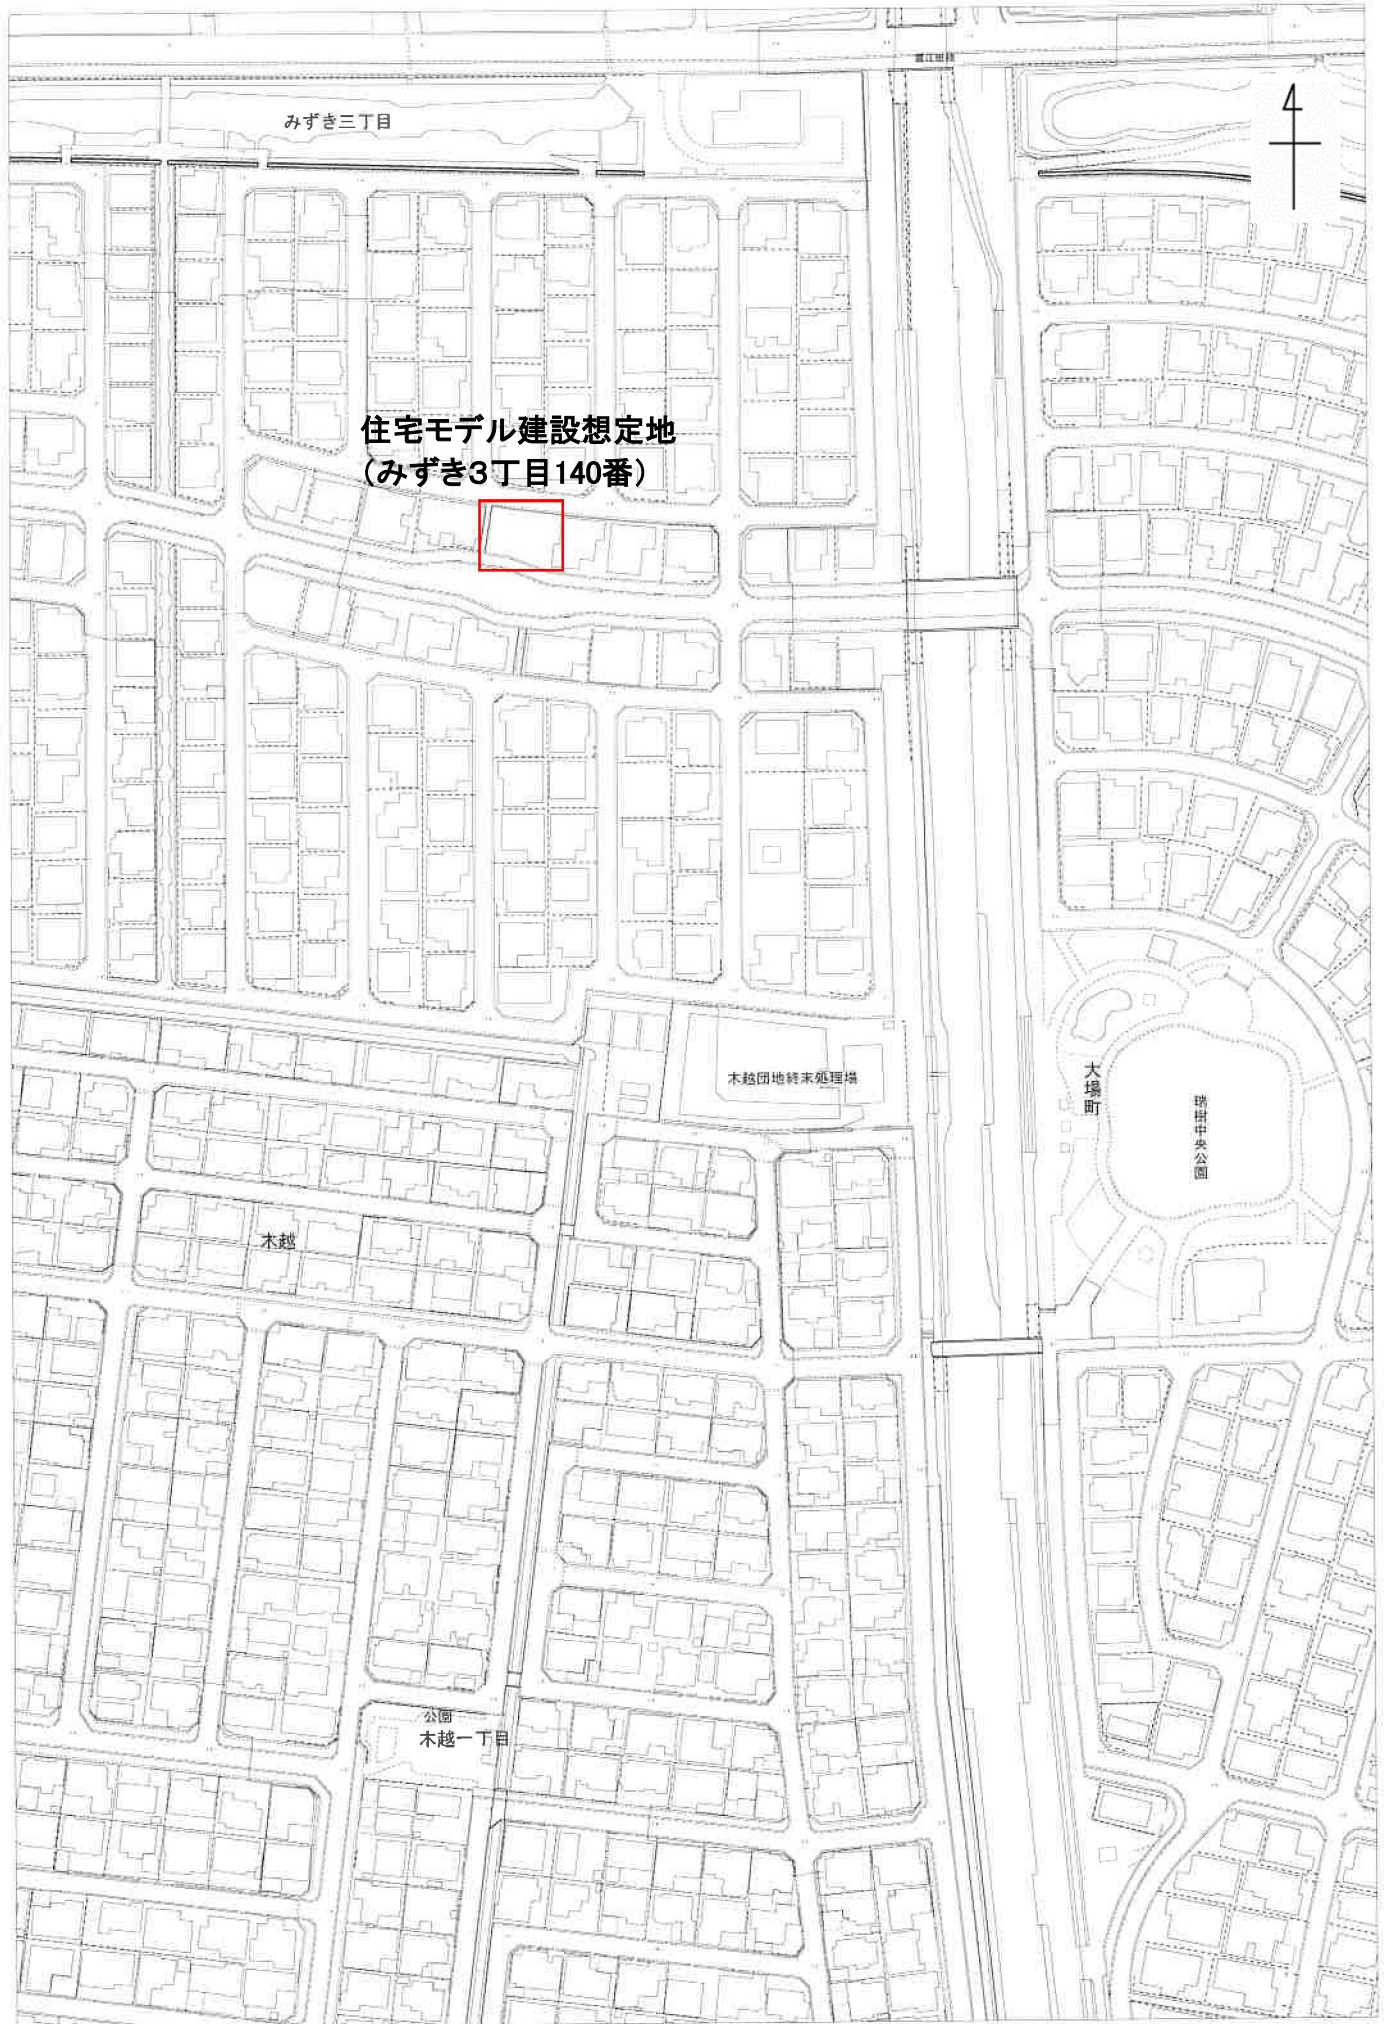 みずき三丁目
住宅モデル建設想定地
（みずき3丁目140番）
木越団地終末処理場
大場町
瑞樹中央公園
木越
公園
木越一丁目